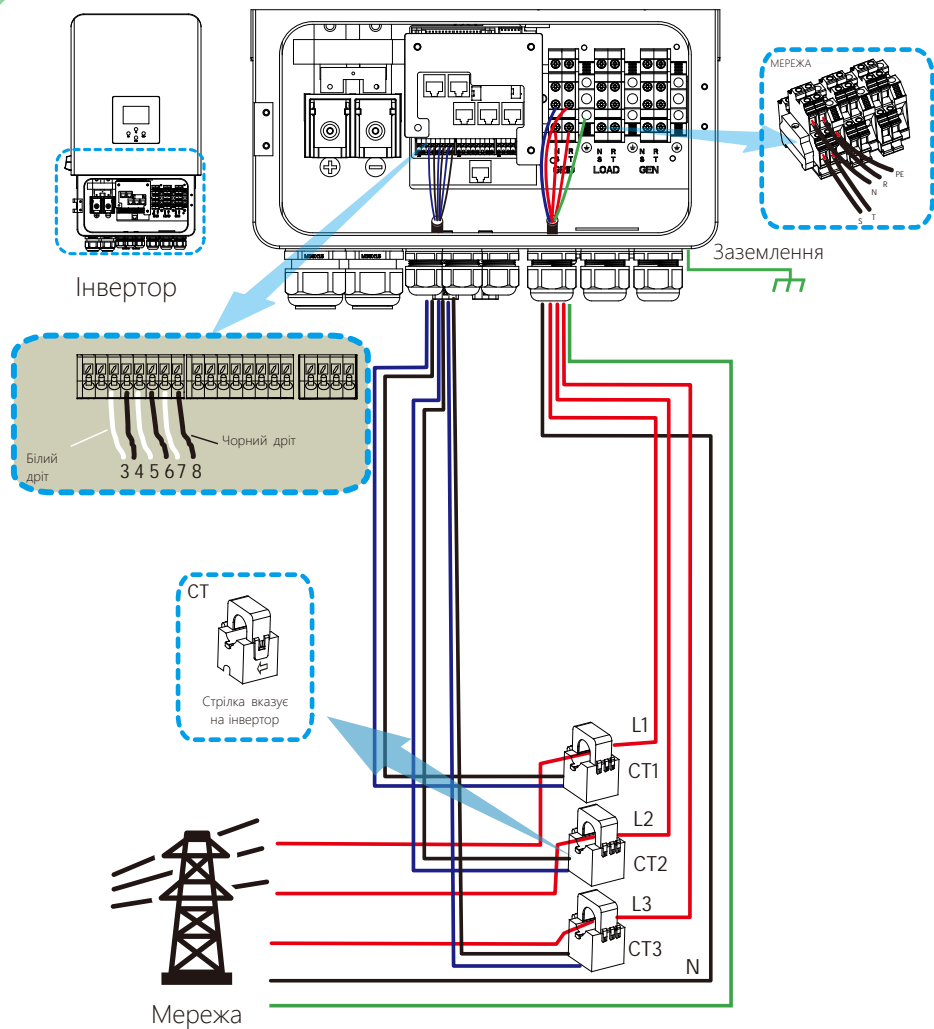 МЕРЕЖА
PE
R
N
T
S
N R
S T
GRID
N R
S T
LOAD
N R
S T
GEN
Заземлення
Інвертор
Білий
дріт
3 4 5 6 7 8
Чорний дріт
CT
Стрілка вказує
на інвертор
L1
CT1
L2
CT2
L3
CT3
N
Мережа